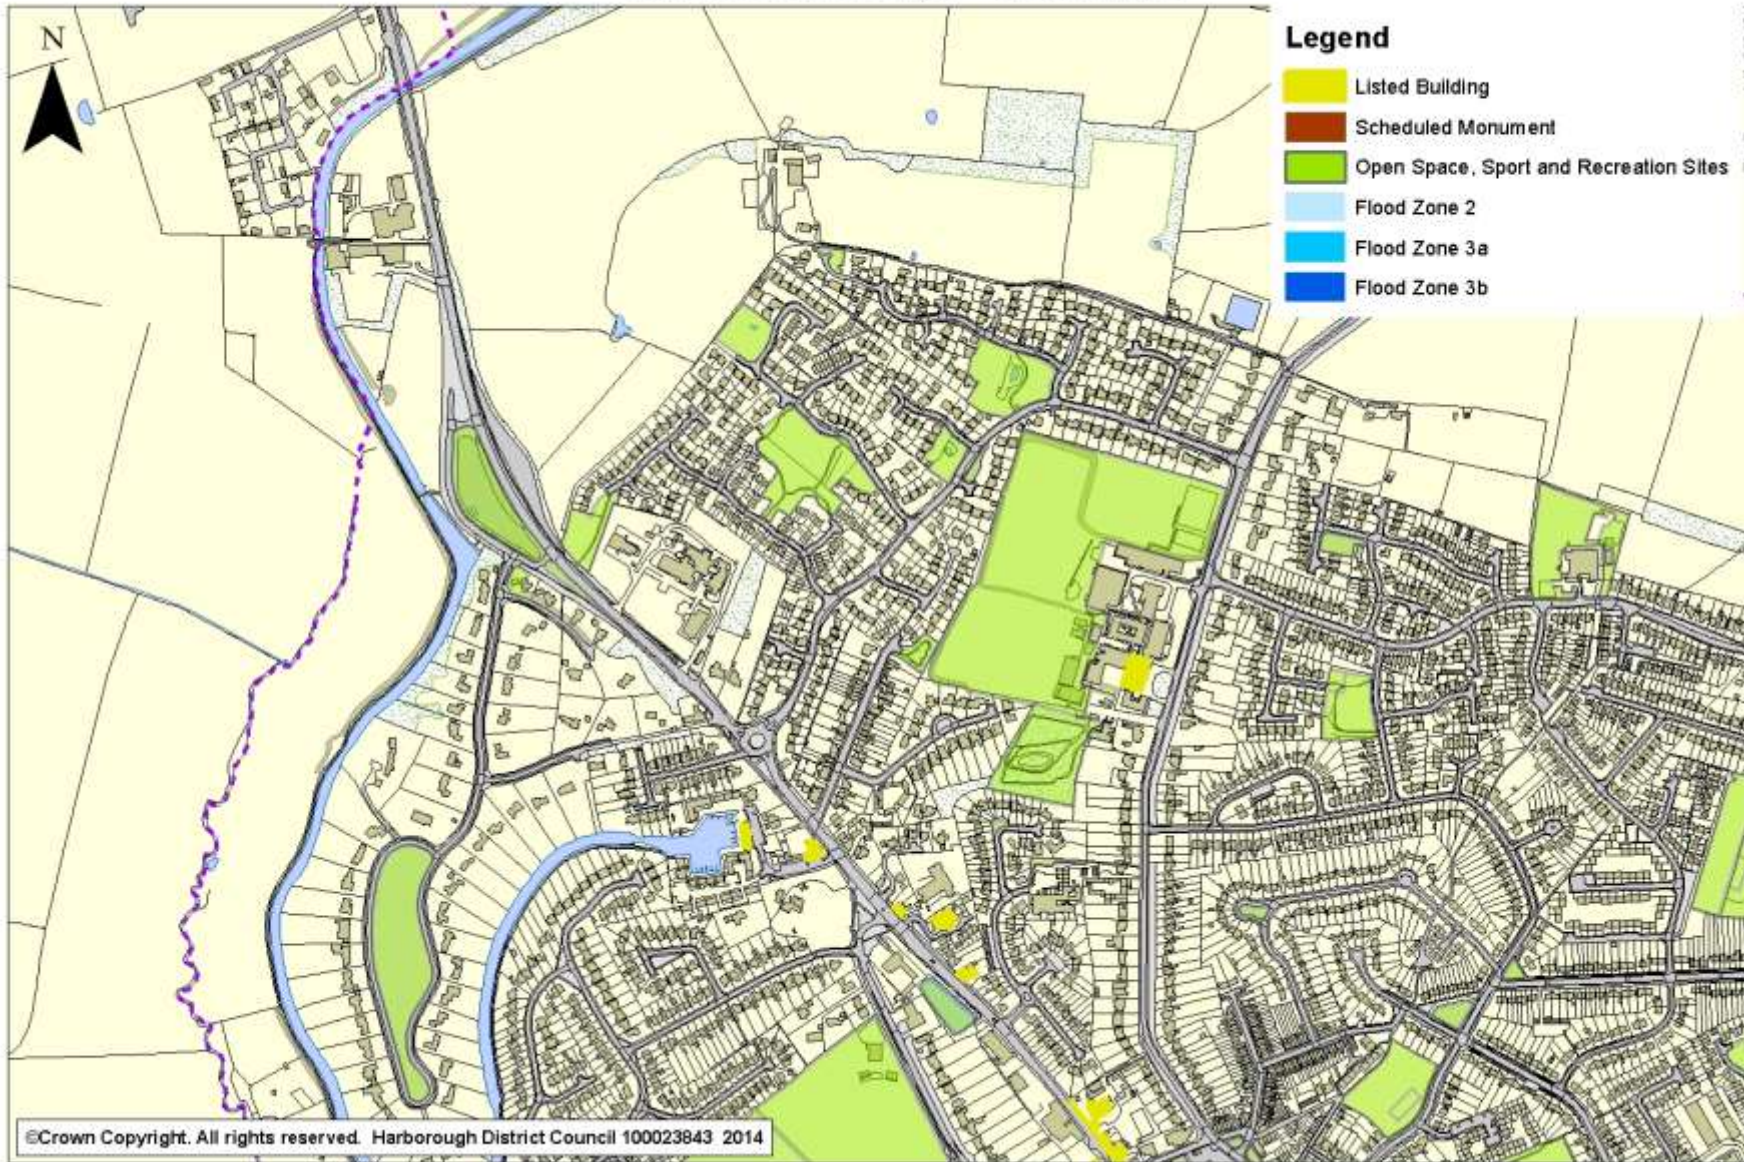 N
Legend
Listed Building
Scheduled Monument
Open Space, Sport and Recreation Sites
Flood Zone 2
Flood Zone 3a
Flood Zone 3b
©Crown Copyright. All rights reserved. Harborough District Council 100023843 2014